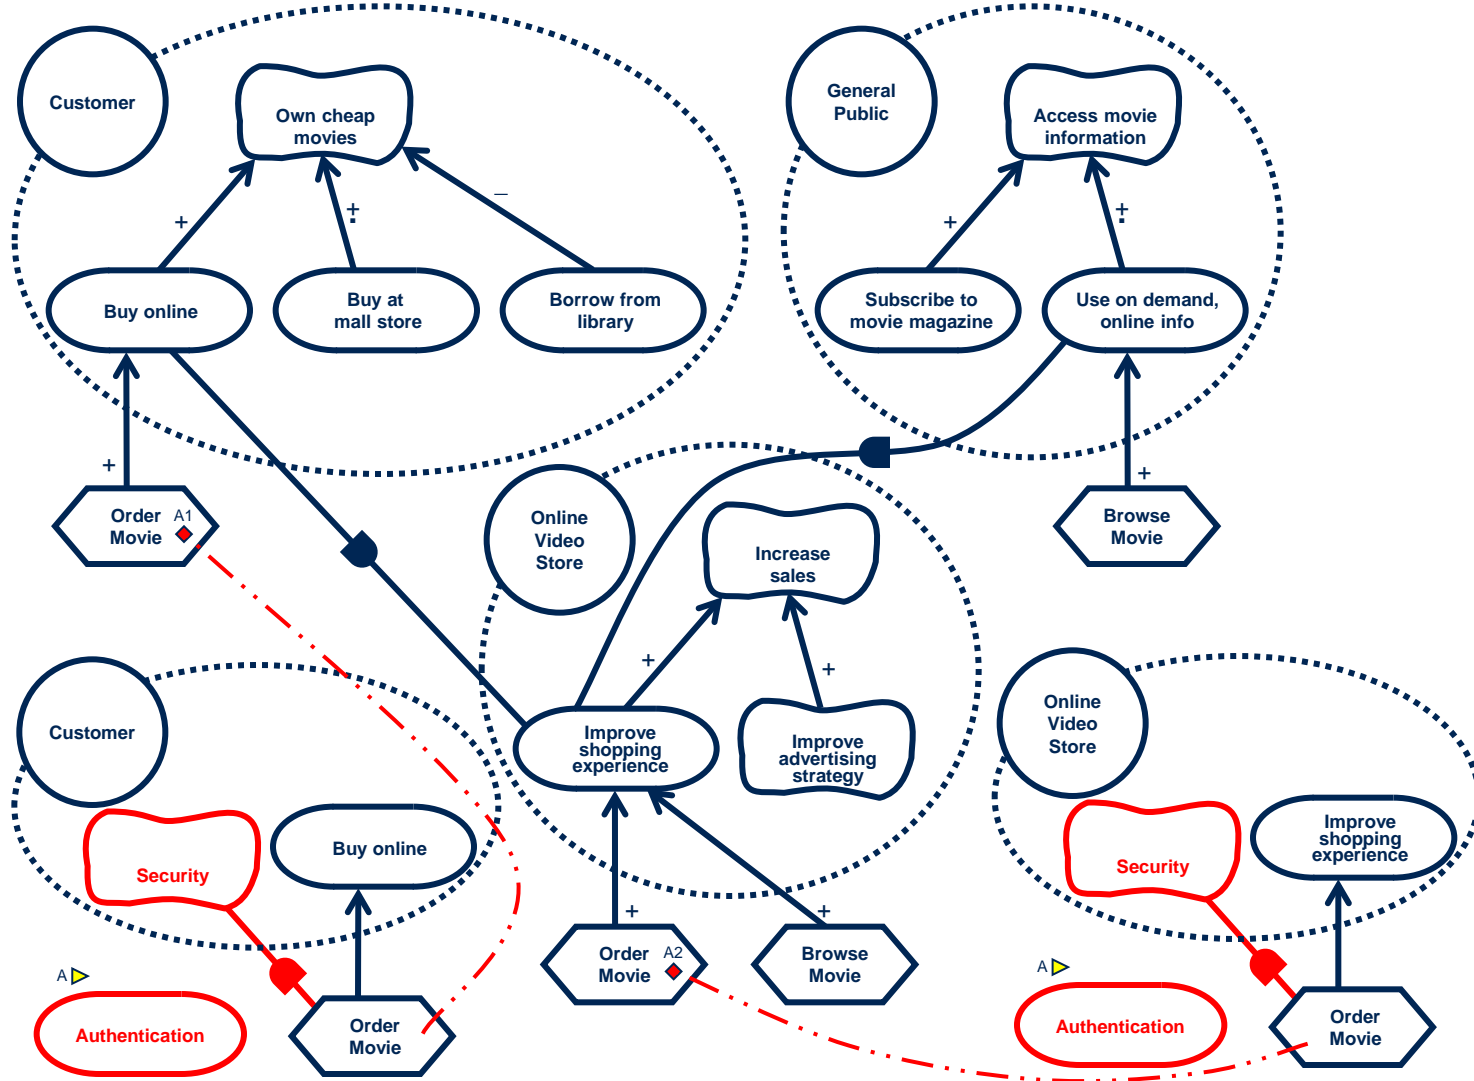 Customer
Own cheap
movies
+
+
–
Buy online
Buy at
mall store
Borrow from
library
+
Order
Movie
A1
General
Public
Access movie
information
+
+
Subscribe to
movie magazine
Use on demand,
online info
+
Browse
Movie
Online
Video
Store
Increase
sales
+
+
Improve
shopping
experience
Improve
advertising
strategy
+
+
Order
Movie
A2
Browse
Movie
Customer
Security
Buy online
A
Authentication
Order
Movie
Online
Video
Store
Security
Improve
shopping
experience
A
Authentication
Order
Movie